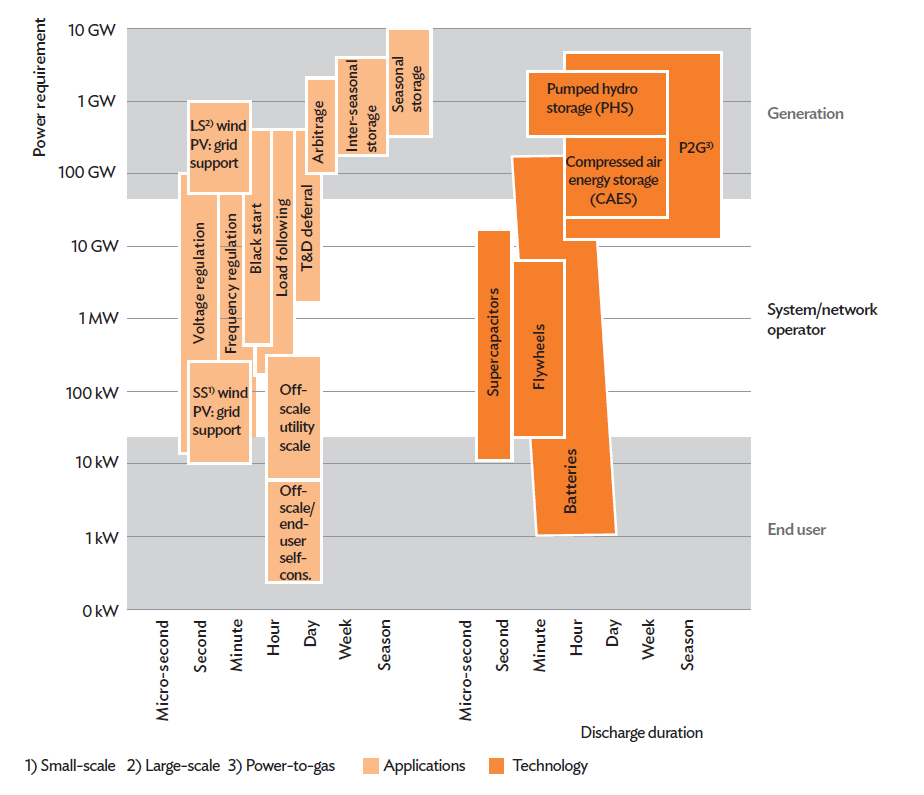 Power requirement
10 GW
1 GW
100 GW
10 GW
1 MW
100 kW
10 kW
1 kW
0 kW
LS²⁾ wind
PV: grid
support
Voltage regulation
Frequency regulation
Black start
Load following
T&D deferral
Arbitrage
Inter-seasonal
storage
Seasonal
storage
SS¹⁾ wind
PV: grid
support
Off-
scale
utility
scale
Off-
scale/
end-
user
self-
cons.
Supercapacitors
Flywheels
Batteries
Pumped hydro
storage (PHS)
Compressed air
energy storage
(CAES)
P2G³⁾
Generation
System/network
operator
End user
Micro-second
Second
Minute
Hour
Day
Week
Season
Micro-second
Second
Minute
Hour
Day
Week
Season
Discharge duration
1) Small-scale 2) Large-scale 3) Power-to-gas Applications Technology